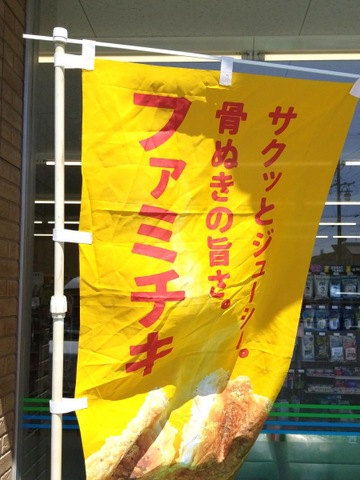 サクッとジューシー。
骨ぬきの旨さ。
ファミチキ